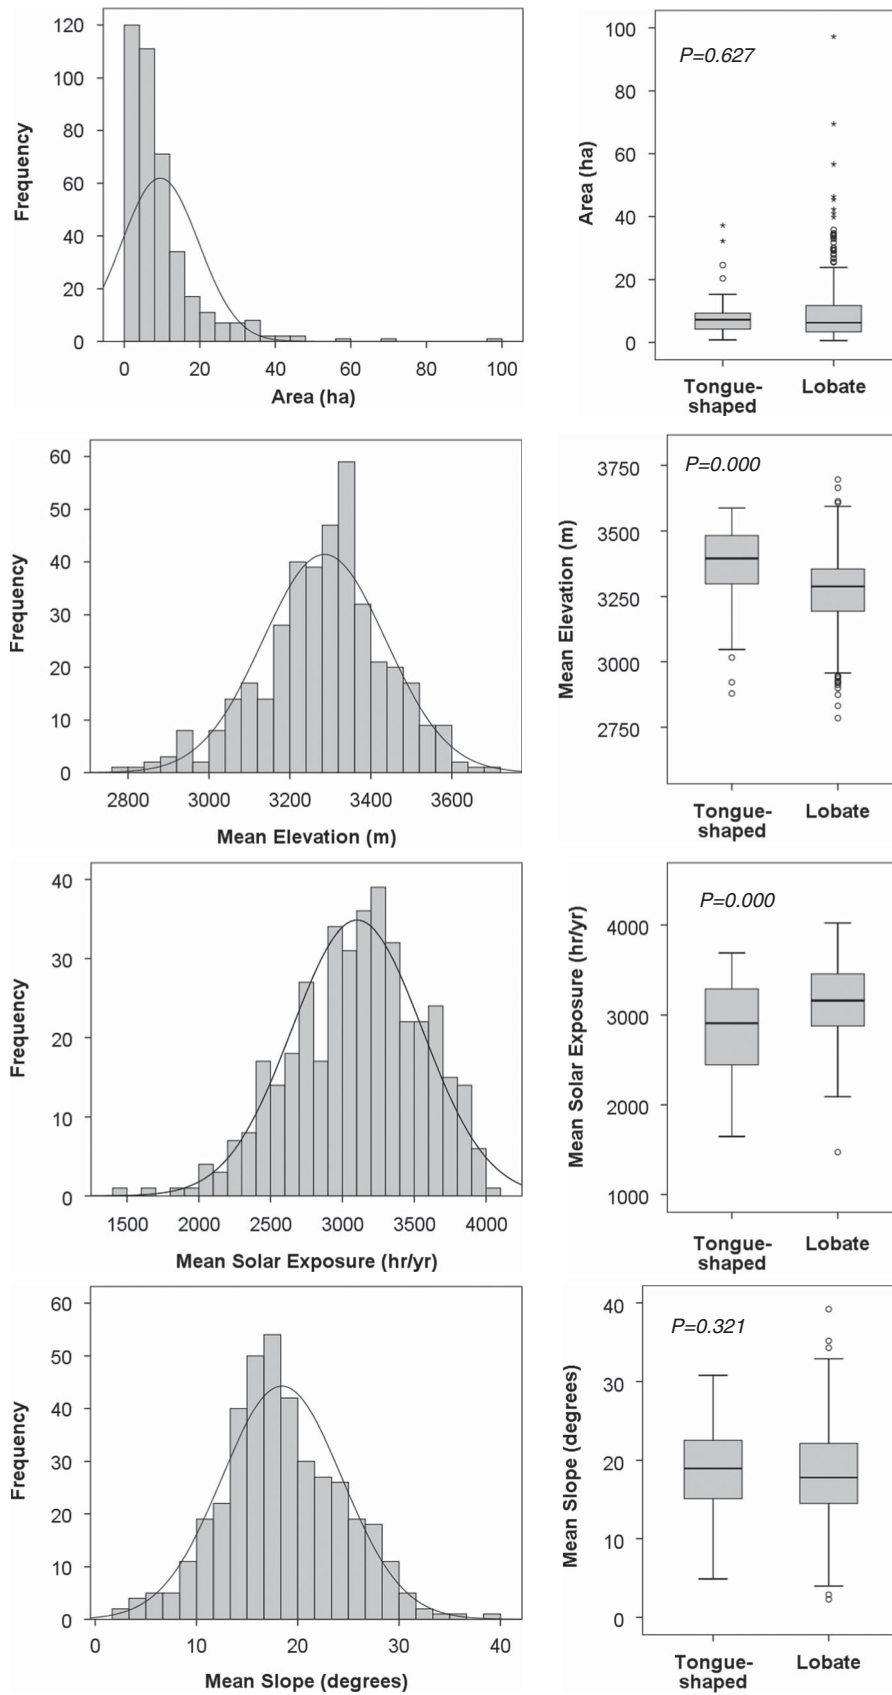 120
100
80
60
40
20
0
Frequency
0 20 40 60 80 100
Area (ha)
P=0.627
100
80
60
40
20
0
Area (ha)
Tongue-
shaped
Lobate
60
50
40
30
20
10
0
Frequency
2800 3000 3200 3400 3600
Mean Elevation (m)
P=0.000
3750
3500
3250
3000
2750
Mean Elevation (m)
Tongue-
shaped
Lobate
40
30
20
10
0
Frequency
1500 2000 2500 3000 3500 4000
Mean Solar Exposure (hr/yr)
P=0.000
4000
3000
2000
1000
Mean Solar Exposure (hr/yr)
Tongue-
shaped
Lobate
60
50
40
30
20
10
0
Frequency
0 10 20 30 40
Mean Slope (degrees)
P=0.321
40
30
20
10
0
Mean Slope (degrees)
Tongue-
shaped
Lobate